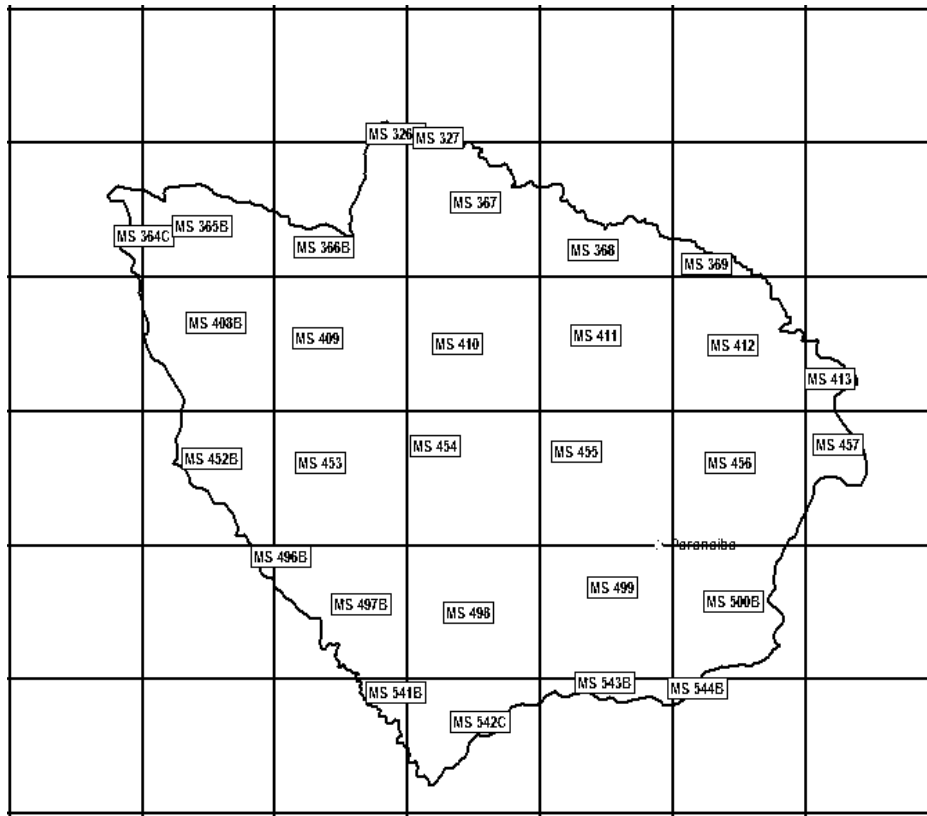 MS 326
MS 327
MS 367
MS 365B
MS 364C
MS 366B
MS 368
MS 369
MS 408B
MS 409
MS 410
MS 411
MS 412
MS 413
MS 452B
MS 453
MS 454
MS 455
MS 456
MS 457
Paranaiba
MS 496B
MS 497B
MS 498
MS 499
MS 500B
MS 541B
MS 542C
MS 543B
MS 544B